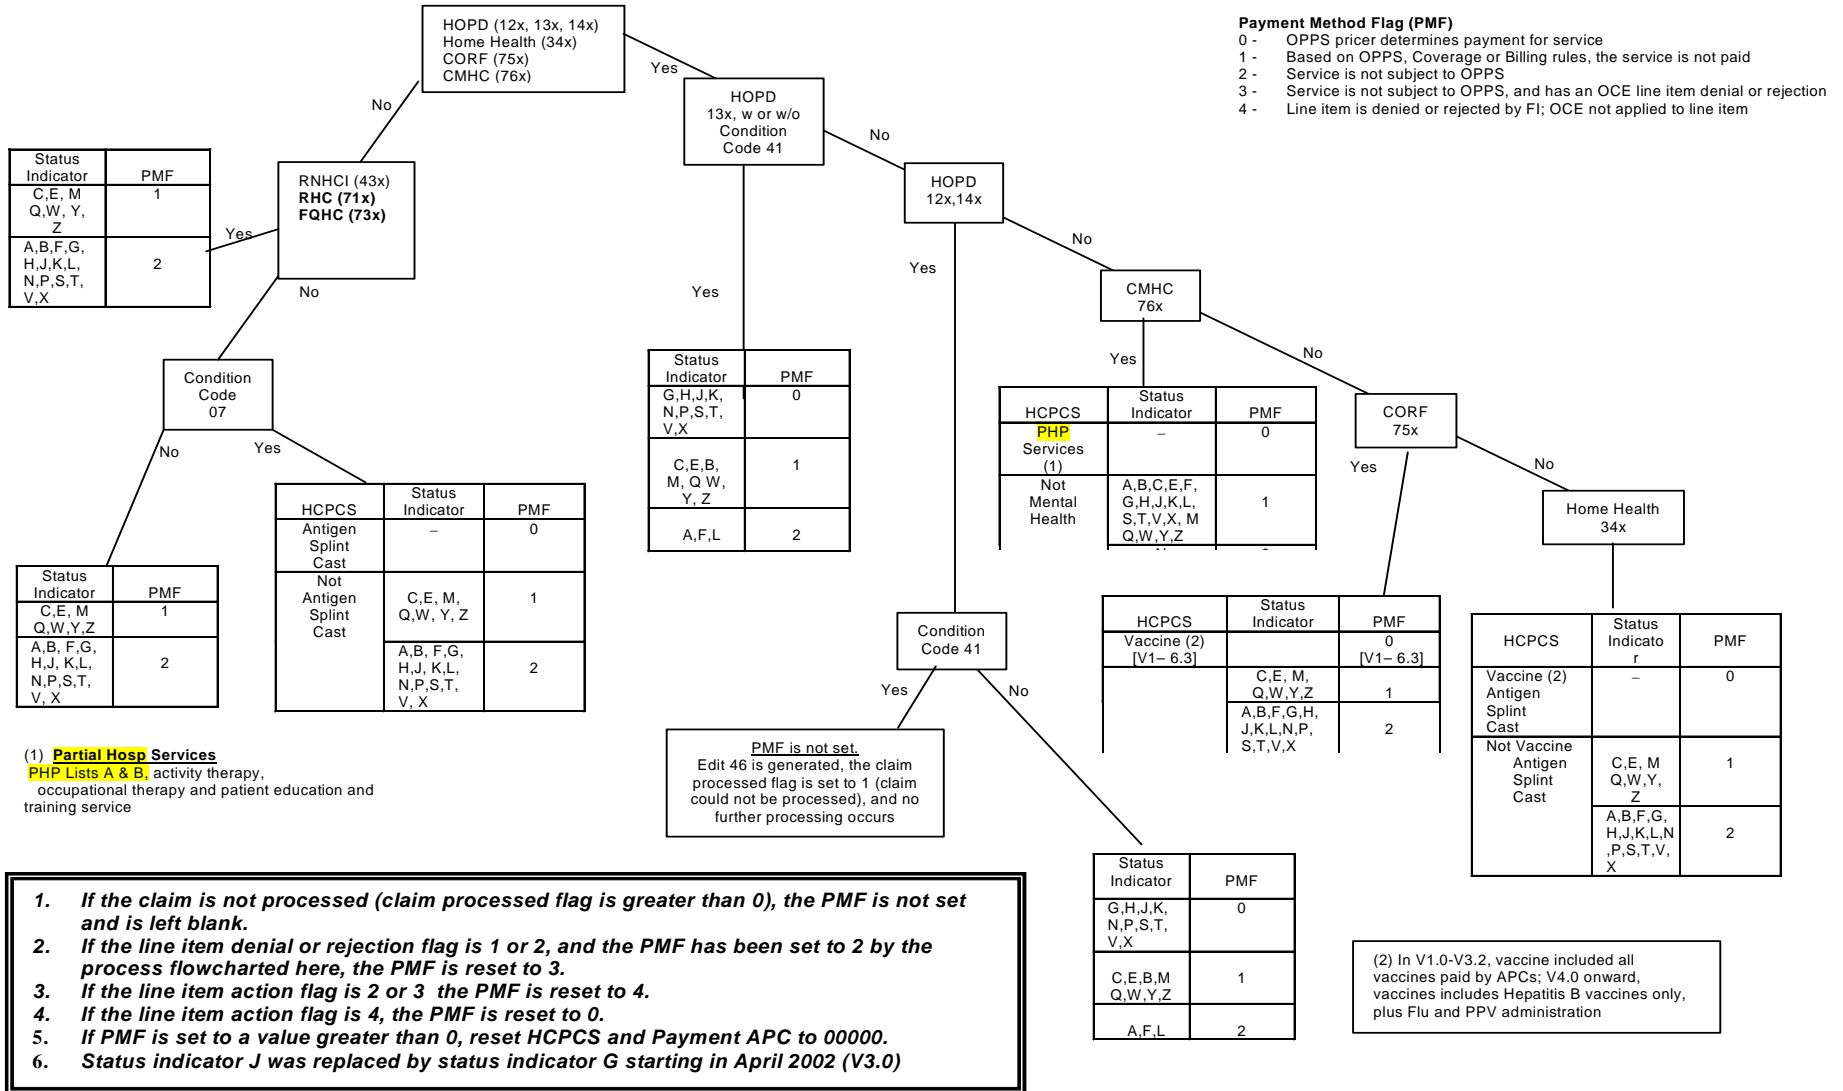 HOPD (12x, 13x, 14x)
Home Health (34x)
CORF (75x)
CMHC (76x)
Payment Method Flag (PMF)
0 - OPPS pricer determines payment for service
1 - Based on OPPS, Coverage or Billing rules, the service is not paid
2 - Service is not subject to OPPS
3 - Service is not subject to OPPS, and has an OCE line item denial or rejection
4 - Line item is denied or rejected by FI; OCE not applied to line item
Yes
No
HOPD
13x, w or w/o
Condition
Code 41
No
Status
Indicator PMF
C,E, M 1
Q,W, Y,
Z
A,B,F,G,
H,J,K,L, 2
N,P,S,T,
V,X
RNHCI (43x)
RHC (71x)
FQHC (73x)
Yes
No
HOPD
12x,14x
No
Yes
Yes
CMHC
76x
Yes
No
Condition
Code
07
No
Yes
Status
Indicator PMF
G,H,J,K, 0
N,P,S,T,
V,X
C,E,B, 1
M, Q W,
Y, Z
A,F,L 2
Status
HCPCS Indicator PMF
PHP – 0
Services
(1)
Not A,B,C,E,F,
Mental G,H,J,K,L, 1
Health S,T,V,X, M
Q,W,Y,Z
CORF
75x
Yes
No
Home Health
34x
Status
HCPCS Indicator PMF
Antigen – 0
Splint
Cast
Not
Antigen C,E, M, 1
Splint Q,W, Y, Z
Cast
A,B, F,G,
H,J, K,L, 2
N,P,S,T,
V, X
Status
Indicator PMF
C,E, M 1
Q,W,Y,Z
A,B, F,G,
H,J, K,L, 2
N,P,S,T,
V, X
Condition
Code 41
Yes
No
Status
HCPCS Indicator PMF
Vaccine (2) 0
[V1– 6.3] [V1– 6.3]
C,E, M,
Q,W,Y,Z 1
A,B,F,G,H,
J,K,L,N,P, 2
S,T,V,X
Status
HCPCS Indicato PMF
r
Vaccine (2) – 0
Antigen
Splint
Cast
Not Vaccine
Antigen C,E, M 1
Splint Q,W,Y,
Cast Z
A,B,F,G,
H,J,K,L,N 2
,P,S,T,V,
X
PMF is not set.
Edit 46 is generated, the claim
processed flag is set to 1 (claim
could not be processed), and no
further processing occurs
(1) Partial Hosp Services
PHP Lists A & B, activity therapy,
occupational therapy and patient education and
training service
Status
Indicator PMF
G,H,J,K, 0
N,P,S,T,
V,X
C,E,B,M 1
Q,W,Y,Z
A,F,L 2
1. If the claim is not processed (claim processed flag is greater than 0), the PMF is not set
and is left blank.
2. If the line item denial or rejection flag is 1 or 2, and the PMF has been set to 2 by the
process flowcharted here, the PMF is reset to 3.
3. If the line item action flag is 2 or 3 the PMF is reset to 4.
4. If the line item action flag is 4, the PMF is reset to 0.
5. If PMF is set to a value greater than 0, reset HCPCS and Payment APC to 00000.
6. Status indicator J was replaced by status indicator G starting in April 2002 (V3.0)
(2) In V1.0-V3.2, vaccine included all
vaccines paid by APCs; V4.0 onward,
vaccines includes Hepatitis B vaccines only,
plus Flu and PPV administration